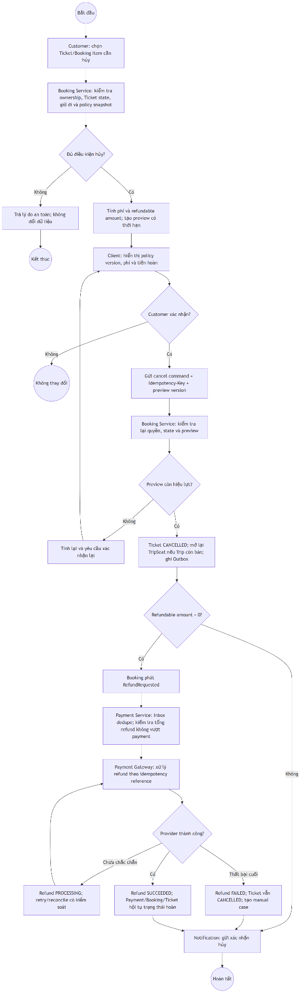 Bắt đầu
Customer: chọn
Ticket/Booking Item cần
hủy
Booking Service: kiểm tra
ownership, Ticket state,
giờ đi và policy snapshot
Đủ điều kiện hủy?
Không
Có
Trả lý do an toàn; không
đổi dữ liệu
Tính phí và refundable
amount; tạo preview có
thời hạn
Kết thúc
Client: hiển thị policy
version, phí và tiền hoàn
Customer xác nhận?
Không
Có
Không thay đổi
Gửi cancel command +
Idempotency-Key +
preview version
Booking Service: kiểm tra
lại quyền, state và preview
Preview còn hiệu lực?
Không
Có
Tính lại và yêu cầu xác
nhận lại
Ticket CANCELLED; mở lại
TripSeat nếu Trip còn bán;
ghi Outbox
Refundable amount > 0?
Có
Booking phát
RefundRequested
Payment Service: Inbox
dedupe; kiểm tra tổng
refund không vượt
payment
Payment Gateway: xử lý
refund theo idempotency
reference
Không
Provider thành công?
Chưa chắc chắn
Có
Thất bại cuối
Refund PROCESSING;
retry/reconcile có kiểm
soát
Refund SUCCEEDED;
Payment/Booking/Ticket
hội tụ trạng thái hoàn
Refund FAILED; Ticket vẫn
CANCELLED; tạo manual
case
Notification: gửi xác nhận
hủy
Hoàn tất